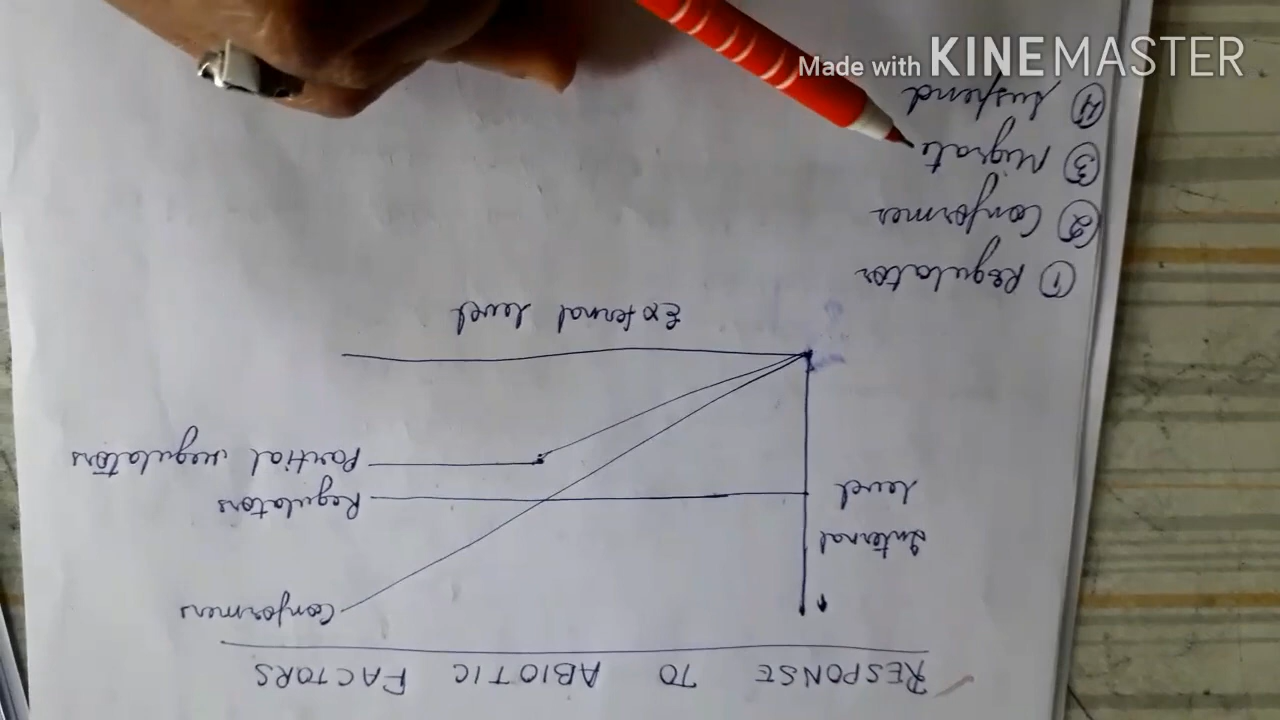 RESPONSE TO ABIOTIC FACTORS
Conformers
Internal
level
Regulators
Partial regulators
External level
① Regulator
② Conformer
③ Migrate
④ Suspend
Made with KINEMASTER